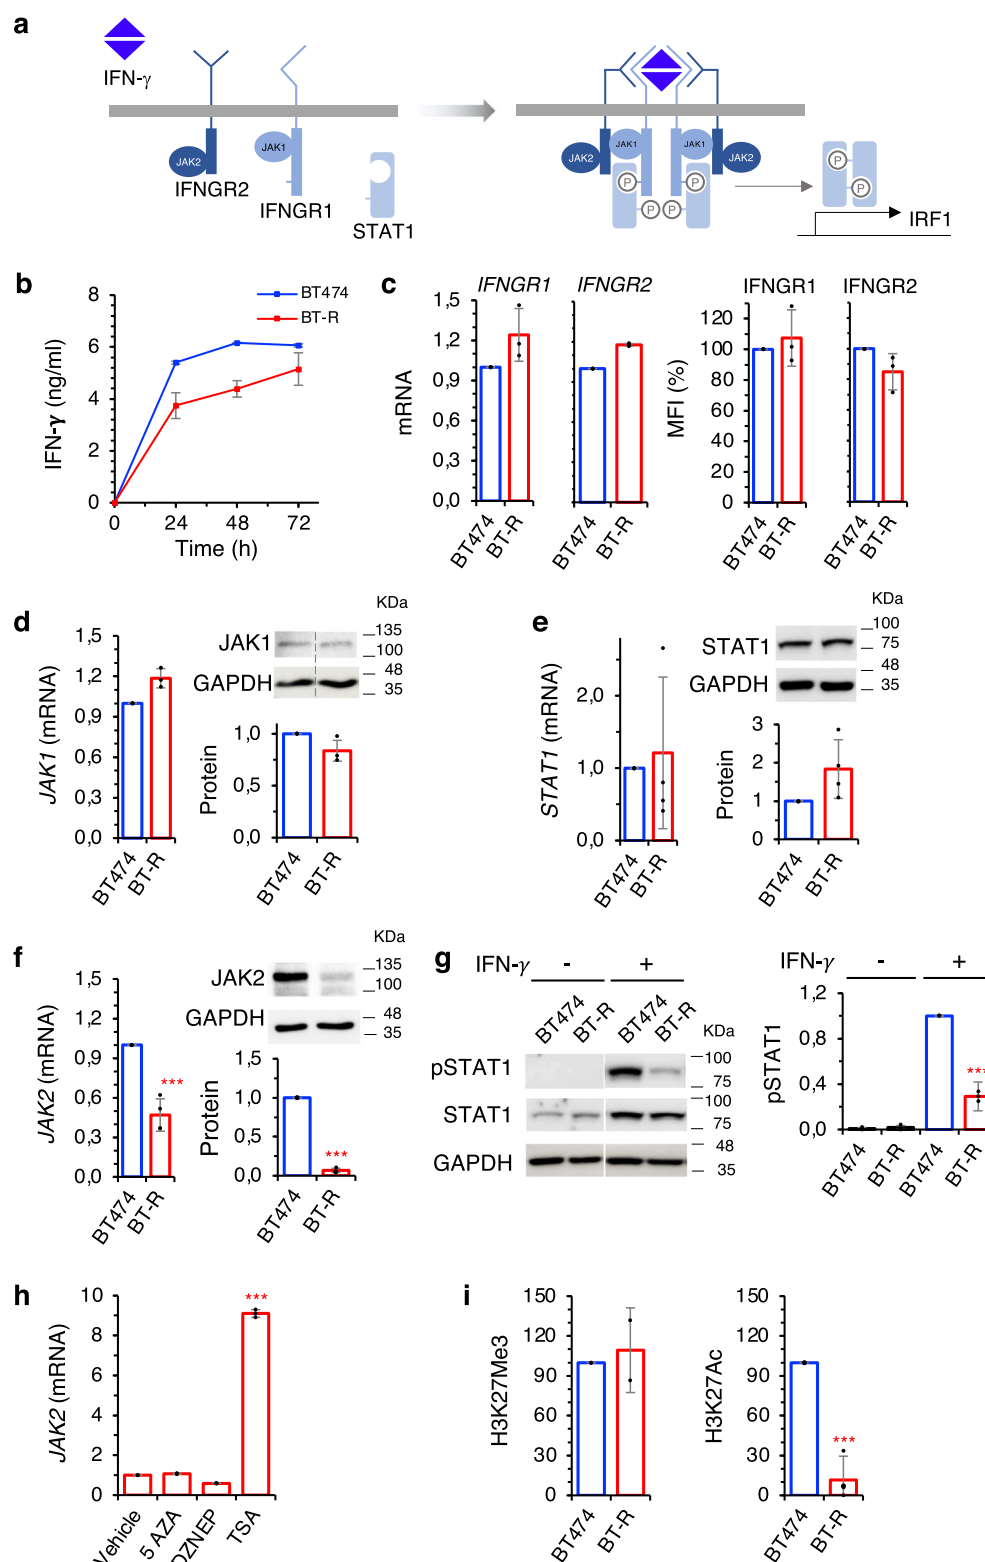 a
IFN-γ
JAK2
IFNGR2
JAK1
IFNGR1
STAT1
JAK2
JAK1
JAK1
JAK2
P
P
P
P
P
P
IRF1
b
IFN-γ (ng/ml)
8
6
4
2
0
0
24
48
72
Time (h)
BT474
BT-R
c
mRNA
IFNGR1
1,5
1,2
0,9
0,6
0,3
0,0
BT474
BT-R
IFNGR2
BT474
BT-R
MFI (%)
IFNGR1
120
100
80
60
40
20
0
BT474
BT-R
IFNGR2
BT474
BT-R
d
JAK1 (mRNA)
1,5
1,2
0,9
0,6
0,3
0,0
BT474
BT-R
KDa
JAK1
135
100
GAPDH
48
35
Protein
1,0
0,5
0,0
BT474
BT-R
e
STAT1 (mRNA)
2,0
1,0
0,0
BT474
BT-R
KDa
STAT1
100
75
GAPDH
48
35
Protein
3
2
1
0
BT474
BT-R
f
JAK2 (mRNA)
1,5
1,2
0,9
0,6
0,3
0,0
***
BT474
BT-R
KDa
JAK2
135
100
GAPDH
48
35
Protein
1,5
1,0
0,5
0,0
***
BT474
BT-R
g
IFN-γ - +
BT474
BT-R
BT474
BT-R
KDa
pSTAT1
100
75
STAT1
100
75
GAPDH
48
35
IFN-γ - +
pSTAT1
1,2
0,8
0,4
0,0
***
BT474
BT-R
BT474
BT-R
h
JAK2 (mRNA)
10
8
6
4
2
0
***
Vehicle
5 AZA
DZNEP
TSA
i
H3K27Me3
150
120
90
60
30
0
BT474
BT-R
H3K27Ac
150
120
90
60
30
0
***
BT474
BT-R